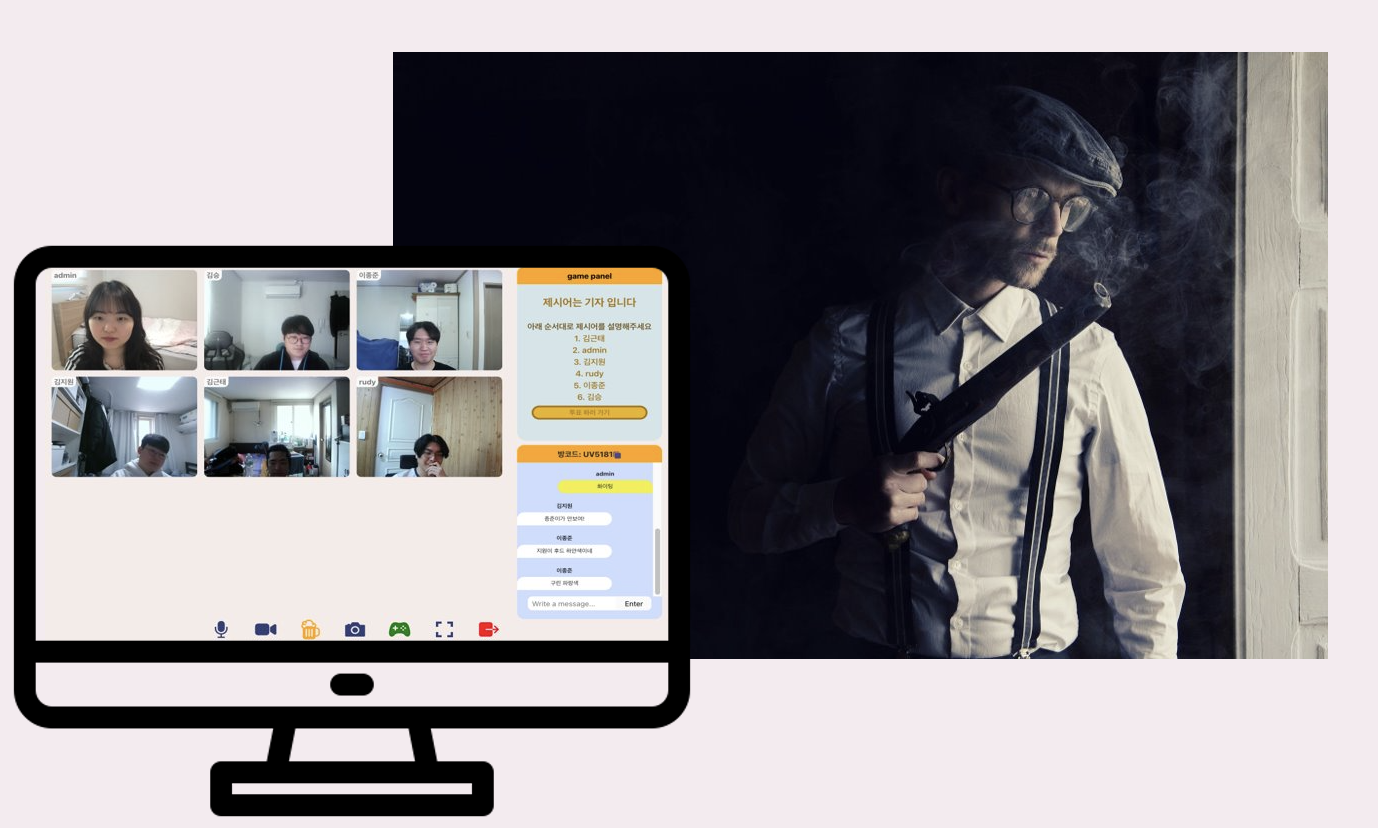 admin
김승
이종준
김지원
김근태
rudy
game panel
제시어는 기자 입니다
아래 순서대로 제시어를 설명해주세요
1. 김근태
2. admin
3. 김지원
4. rudy
5. 이종준
6. 김승
투표 하러 가기
방코드: UV5181
admin
화이팅
김지원
종준이가 안보여!
이종준
지원이 후드 하얀색이네
이종준
구린 파랑색
Write a message...
Enter